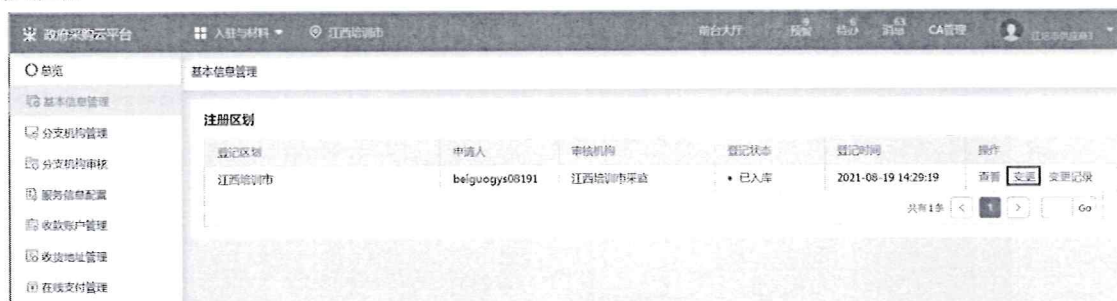 政府采购云平台 入驻与材料 江西培训市 前台大厅 预警 9 待办 6 消息 63 CA管理
总览
基本信息管理
分支机构管理
分支机构审核
服务信息配置
收款账户管理
收货地址管理
在线支付管理
基本信息管理
注册区划
登记区划 申请人 审核机构 登记状态 登记时间 操作
江西培训市 beiguogys08191 江西培训市采监 • 已入库 2021-08-19 14:29:19 查看 变更 变更记录
共有1条 < 1 > Go